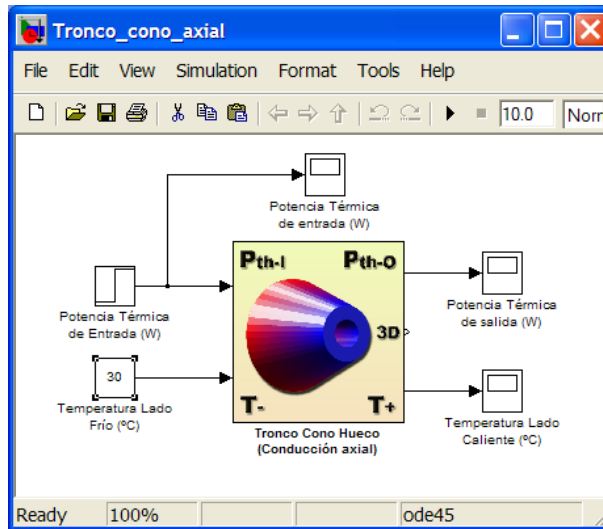 Tronco_cono_axial
File Edit View Simulation Format Tools Help
10.0 Norr
Potencia Térmica
de entrada (W)
Pth-I Pth-O
Potencia Térmica
de Entrada (W)
Potencia Térmica
de salida (W)
3D
30
T- T+
Temperatura Lado
Frío (ºC)
Temperatura Lado
Caliente (ºC)
Tronco Cono Hueco
(Conducción axial)
Ready 100% ode45